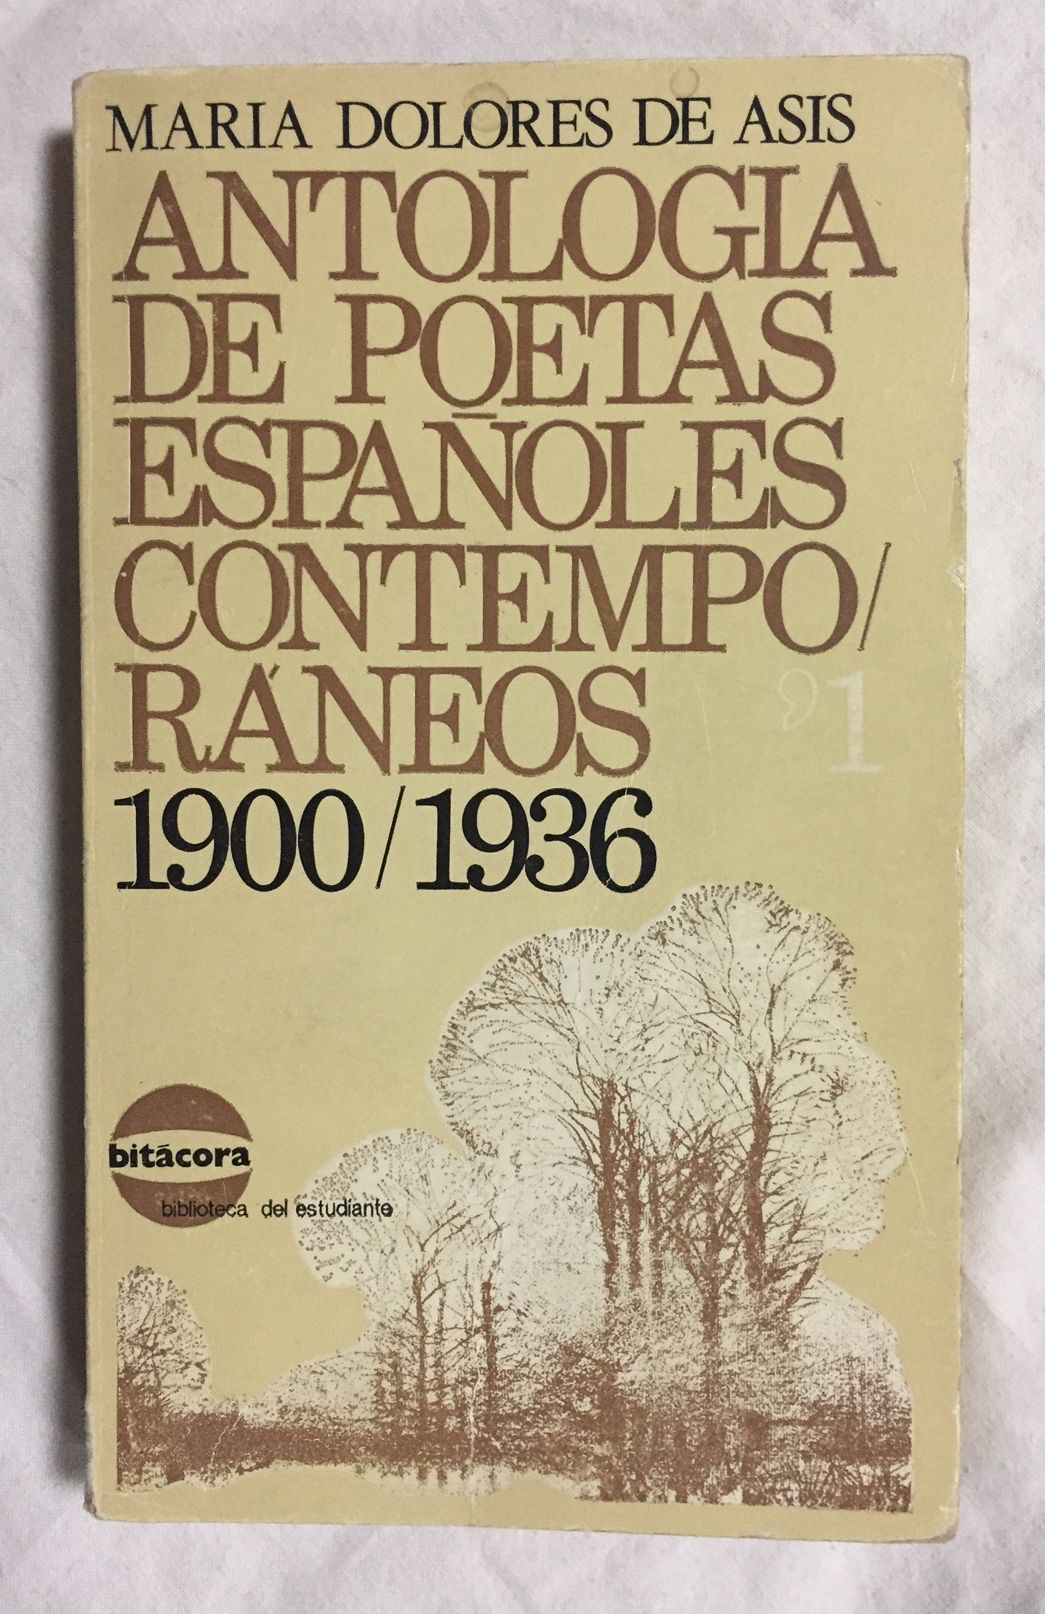 MARIA DOLORES DE ASIS
ANTOLOGIA
DE POETAS
ESPAÑOLES
CONTEMPO/
RÁNEOS
1
1900/1936
bitácora
biblioteca del estudiante